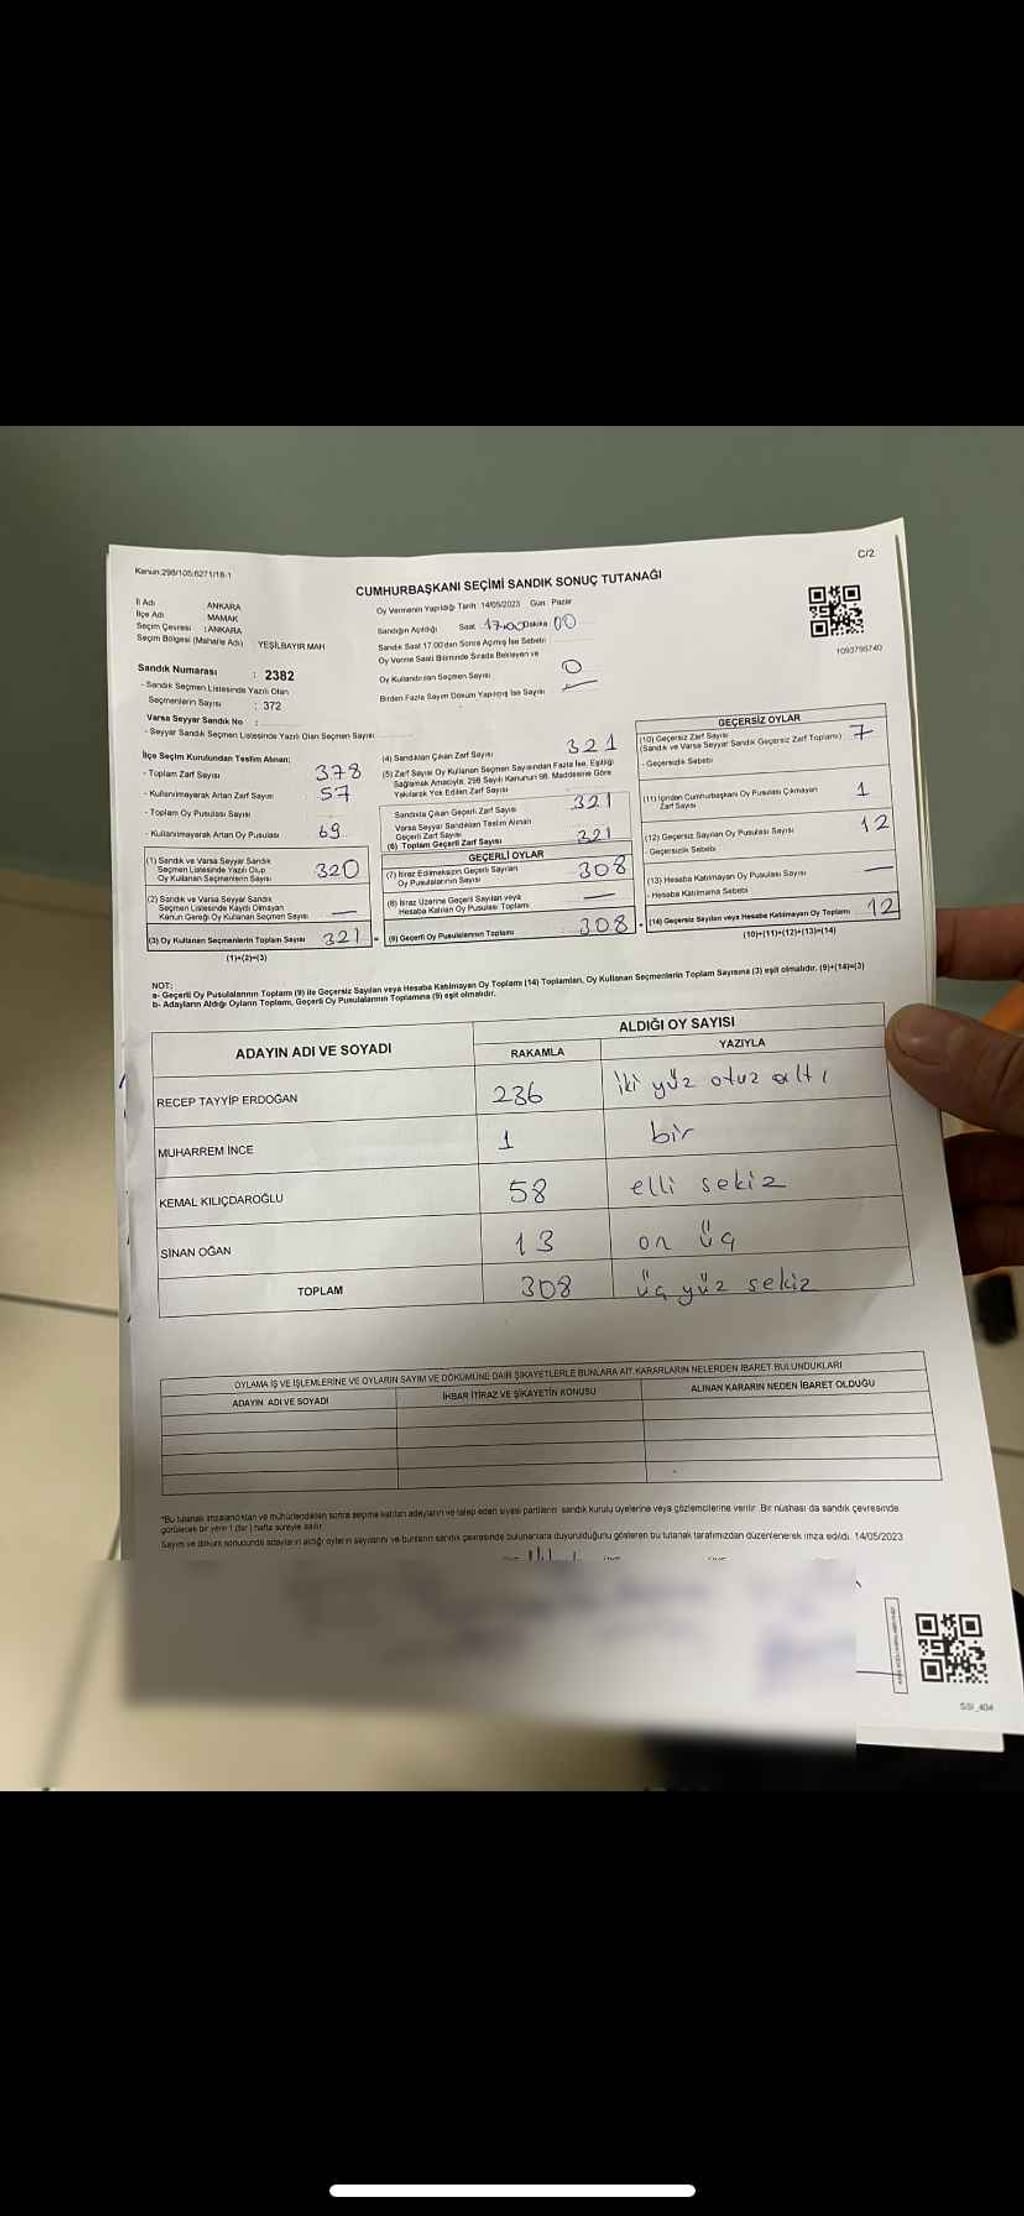 Kanun:298/105;6271/18-1
C/2
CUMHURBAŞKANI SEÇİMİ SANDIK SONUÇ TUTANAĞI
İl Adı : ANKARA
İlçe Adı : MAMAK
Seçim Çevresi : ANKARA
Seçim Bölgesi (Mahalle Adı) YEŞİLBAYIR MAH
Sandık Numarası : 2382
- Sandık Seçmen Listesinde Yazılı Olan
Seçmenlerin Sayısı : 372
Varsa Seyyar Sandık No :
- Seyyar Sandık Seçmen Listesinde Yazılı Olan Seçmen Sayısı
Oy Vermenin Yapıldığı Tarih 14/05/2023 Gün: Pazar
Sandığın Açıldığı Saat 17.00 Dakika 00
Sandık Saat 17.00'dan Sonra Açılmış İse Sebebi
Oy Verme Saati Bitiminde Sırada Bekleyen ve
Oy Kullandırılan Seçmen Sayısı 0
Birden Fazla Sayım Döküm Yapılmış İse Sayısı —
1093795740
İlçe Seçim Kurulundan Teslim Alınan:
- Toplam Zarf Sayısı 378
- Kullanılmayarak Artan Zarf Sayısı 57
- Toplam Oy Pusulası Sayısı
- Kullanılmayarak Artan Oy Pusulası 69
(1) Sandık ve Varsa Seyyar Sandık
Seçmen Listesinde Yazılı Olup
Oy Kullanan Seçmenlerin Sayısı 320
(2) Sandık ve Varsa Seyyar Sandık
Seçmen Listesinde Kayıtlı Olmayan
Kanun Gereği Oy Kullanan Seçmen Sayısı —
(3) Oy Kullanan Seçmenlerin Toplam Sayısı 321 =
(1)+(2)=(3)
(4) Sandıktan Çıkan Zarf Sayısı 321
(5) Zarf Sayısı Oy Kullanan Seçmen Sayısından Fazla İse, Eşitliği
Sağlamak Amacıyla, 298 Sayılı Kanunun 98. Maddesine Göre
Yakılarak Yok Edilen Zarf Sayısı
Sandıkta Çıkan Geçerli Zarf Sayısı 321
Varsa Seyyar Sandıktan Teslim Alınan
Geçerli Zarf Sayısı
(6) Toplam Geçerli Zarf Sayısı 321
GEÇERLİ OYLAR
(7) İtiraz Edilmeksizin Geçerli Sayılan
Oy Pusulalarının Sayısı 308
(8) İtiraz Üzerine Geçerli Sayılan veya
Hesaba Katılan Oy Pusulası Toplamı —
(9) Geçerli Oy Pusulalarının Toplamı 308 +
GEÇERSİZ OYLAR
(10) Geçersiz Zarf Sayısı 7
(Sandık ve Varsa Seyyar Sandık Geçersiz Zarf Toplamı)
- Geçersizlik Sebebi
(11) İçinden Cumhurbaşkanı Oy Pusulası Çıkmayan
Zarf Sayısı 1
(12) Geçersiz Sayılan Oy Pusulası Sayısı 12
- Geçersizlik Sebebi
(13) Hesaba Katılmayan Oy Pusulası Sayısı —
- Hesaba Katılmama Sebebi
(14) Geçersiz Sayılan veya Hesaba Katılmayan Oy Toplamı 12
(10)+(11)+(12)+(13)=(14)
NOT:
a- Geçerli Oy Pusulalarının Toplamı (9) ile Geçersiz Sayılan veya Hesaba Katılmayan Oy Toplamı (14) Toplamları, Oy Kullanan Seçmenlerin Toplam Sayısına (3) eşit olmalıdır. (9)+(14)=(3)
b- Adayların Aldığı Oyların Toplamı, Geçerli Oy Pusulalarının Toplamına (9) eşit olmalıdır.
ADAYIN ADI VE SOYADI
ALDIĞI OY SAYISI
RAKAMLA YAZIYLA
RECEP TAYYİP ERDOĞAN 236 iki yüz otuz altı
MUHARREM İNCE 1 bir
KEMAL KILIÇDAROĞLU 58 elli sekiz
SİNAN OĞAN 13 on üç
TOPLAM 308 üç yüz sekiz
OYLAMA İŞ VE İŞLEMLERİNE VE OYLARIN SAYIM VE DÖKÜMÜNE DAİR ŞİKAYETLERLE BUNLARA AİT KARARLARIN NELERDEN İBARET BULUNDUKLARI
ADAYIN ADI VE SOYADI İHBAR İTİRAZ VE ŞİKAYETİN KONUSU ALINAN KARARIN NEDEN İBARET OLDUĞU
*Bu tutanak imzalandıktan ve mühürlendikten sonra seçime katılan adayların ve talep eden siyasi partilerin sandık kurulu üyelerine veya gözlemcilerine verilir. Bir nüshası da sandık çevresinde
görülecek bir yere 1 (bir) hafta süreyle asılır.
Sayım ve döküm sonucunda adayların aldığı oyların sayılarını ve bunların sandık çevresinde bulunanlara duyurulduğunu gösteren bu tutanak tarafımızdan düzenlenerek imza edildi. 14/05/2023
SSI_404